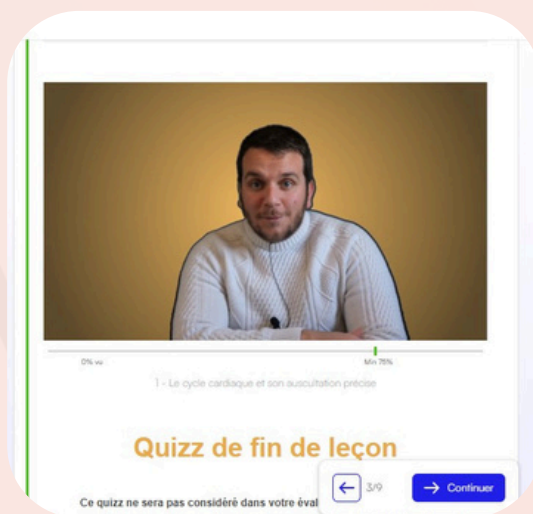 0% vu
Min 75%
1 - Le cycle cardiaque et son auscultation précise
Quizz de fin de leçon
3/9
Continuer
Ce quizz ne sera pas considéré dans votre